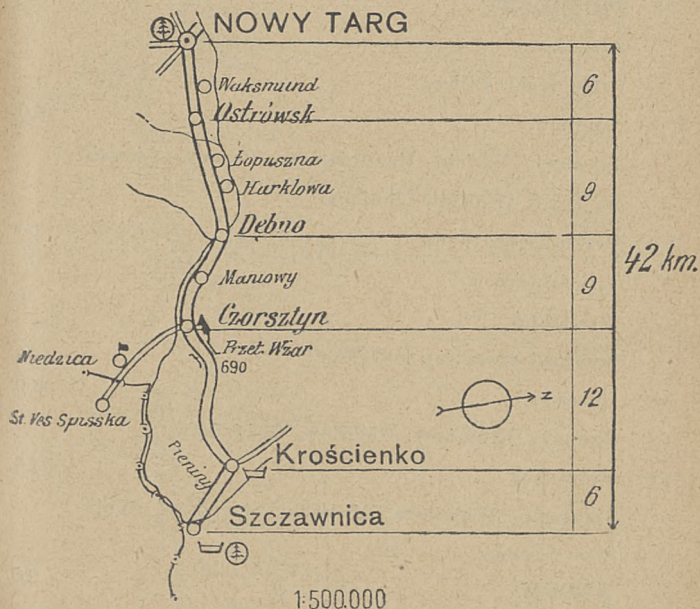 NOWY TARG
Waksmund
6
Ostrówsk
Łopuszna
Harklowa
9
Dębno
42 km.
Maniowy
9
Czorsztyn
Przeł. Wżar
690
Niedzica
St. Ves Spisska
12
z
Pieniny
Krościenko
6
Szczawnica
1:500.000